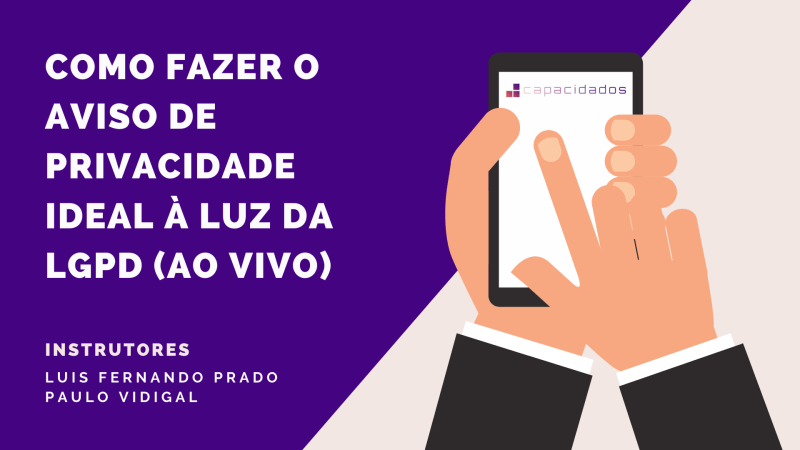 COMO FAZER O
AVISO DE
PRIVACIDADE
IDEAL À LUZ DA
LGPD (AO VIVO)
INSTRUTORES
LUIS FERNANDO PRADO
PAULO VIDIGAL
capacidados